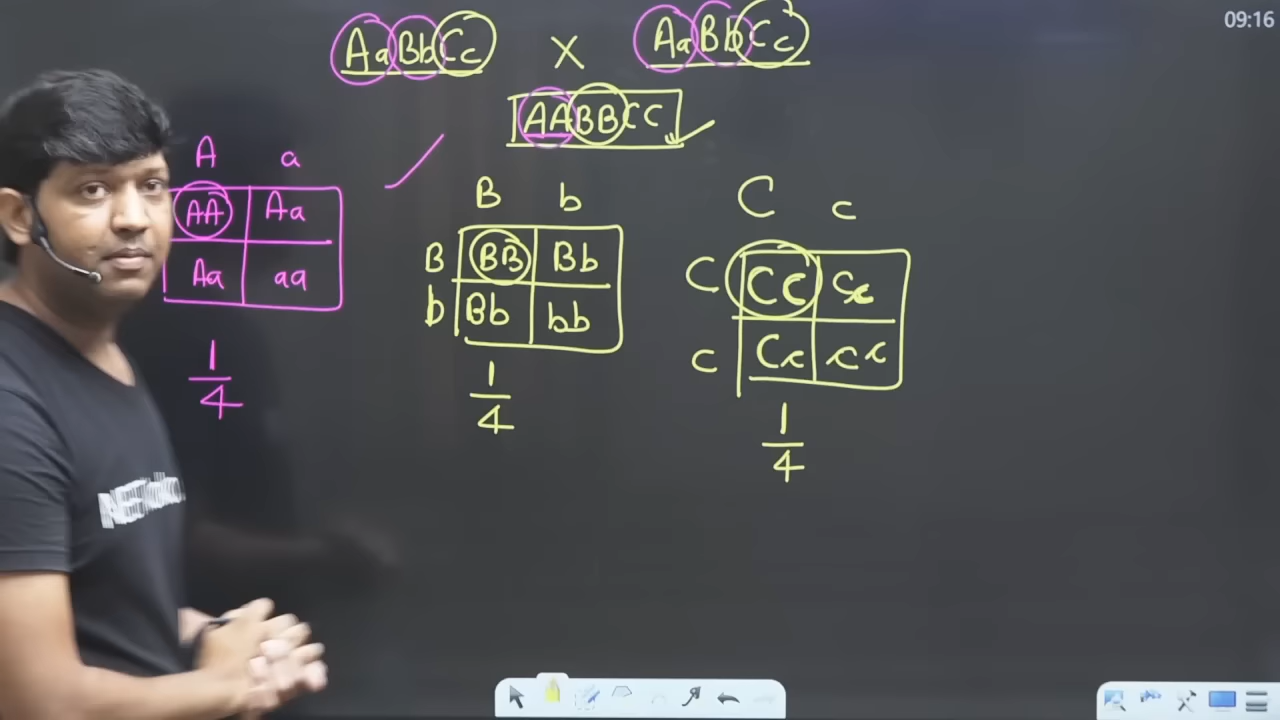 09:16
AaBbCc X AaBbCc
AABBCC
A a
AA Aa
Aa aa
1/4
B b
B BB Bb
b Bb bb
1/4
C c
C CC Cc
c Cc cc
1/4